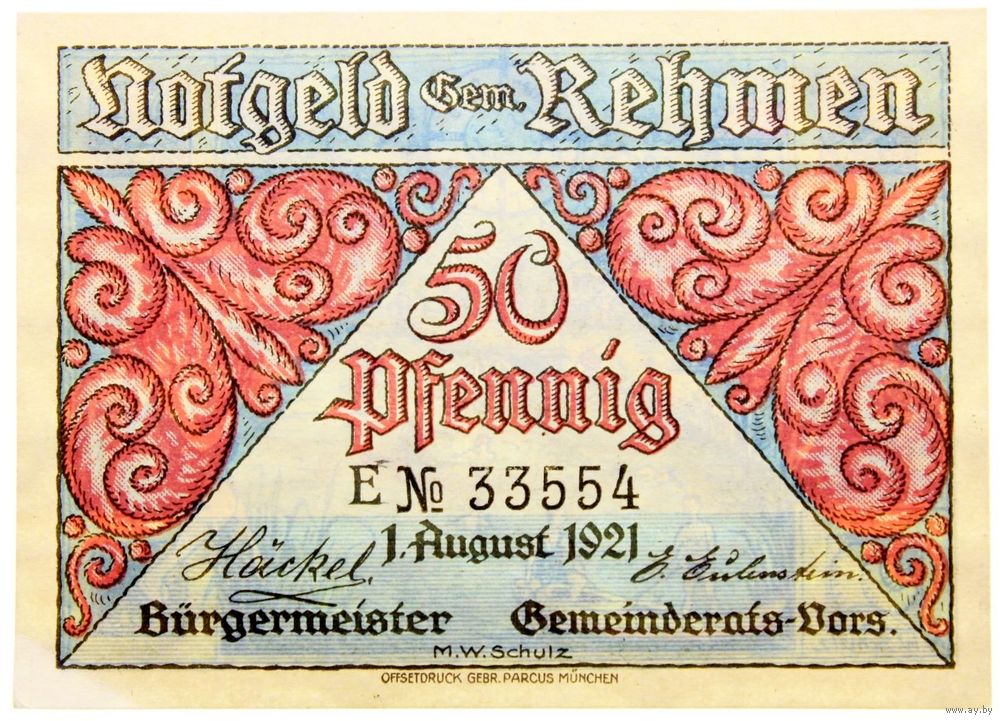 Notgeld Gem. Rehmen
50
Pfennig
E No 33554
1. August 1921
Häckel. E. Eulenstein.
Bürgermeister Gemeinderats-Vors.
M.W. Schulz
OFFSETDRUCK GEBR. PARCUS MÜNCHEN
www.ay.by